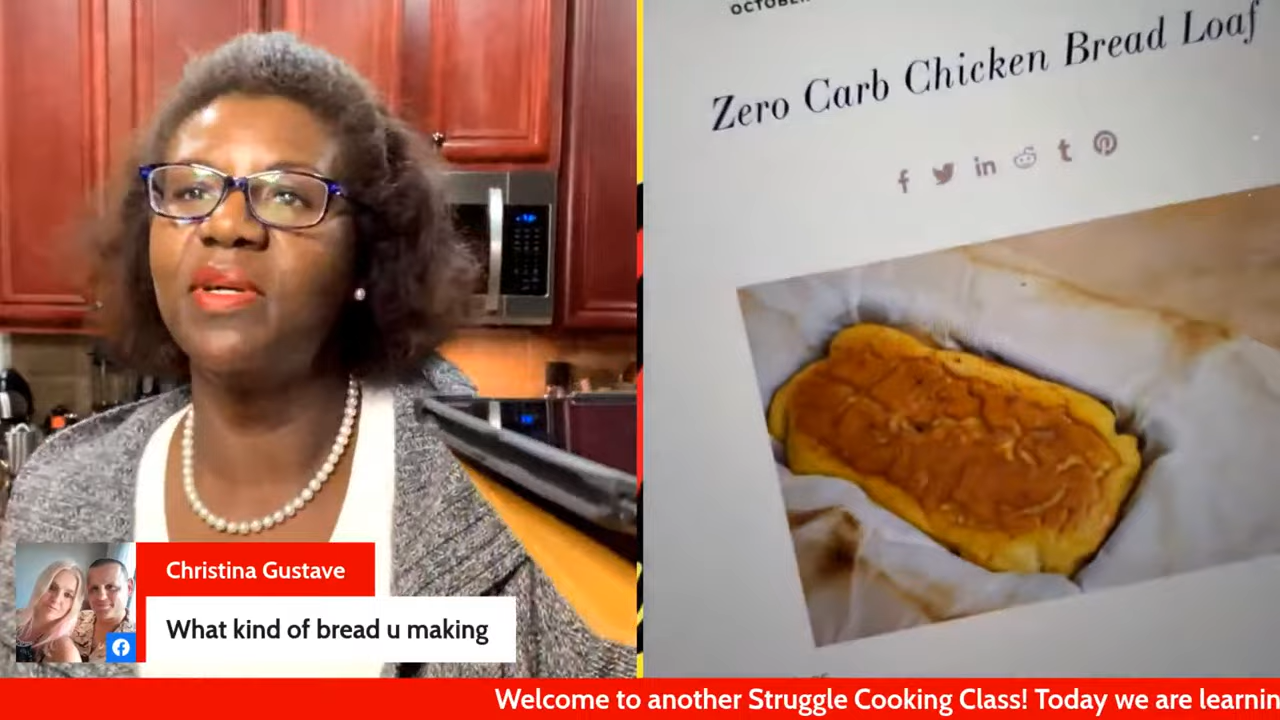 OCTOBER
Zero Carb Chicken Bread Loaf
Christina Gustave
What kind of bread u making
Welcome to another Struggle Cooking Class! Today we are learnin